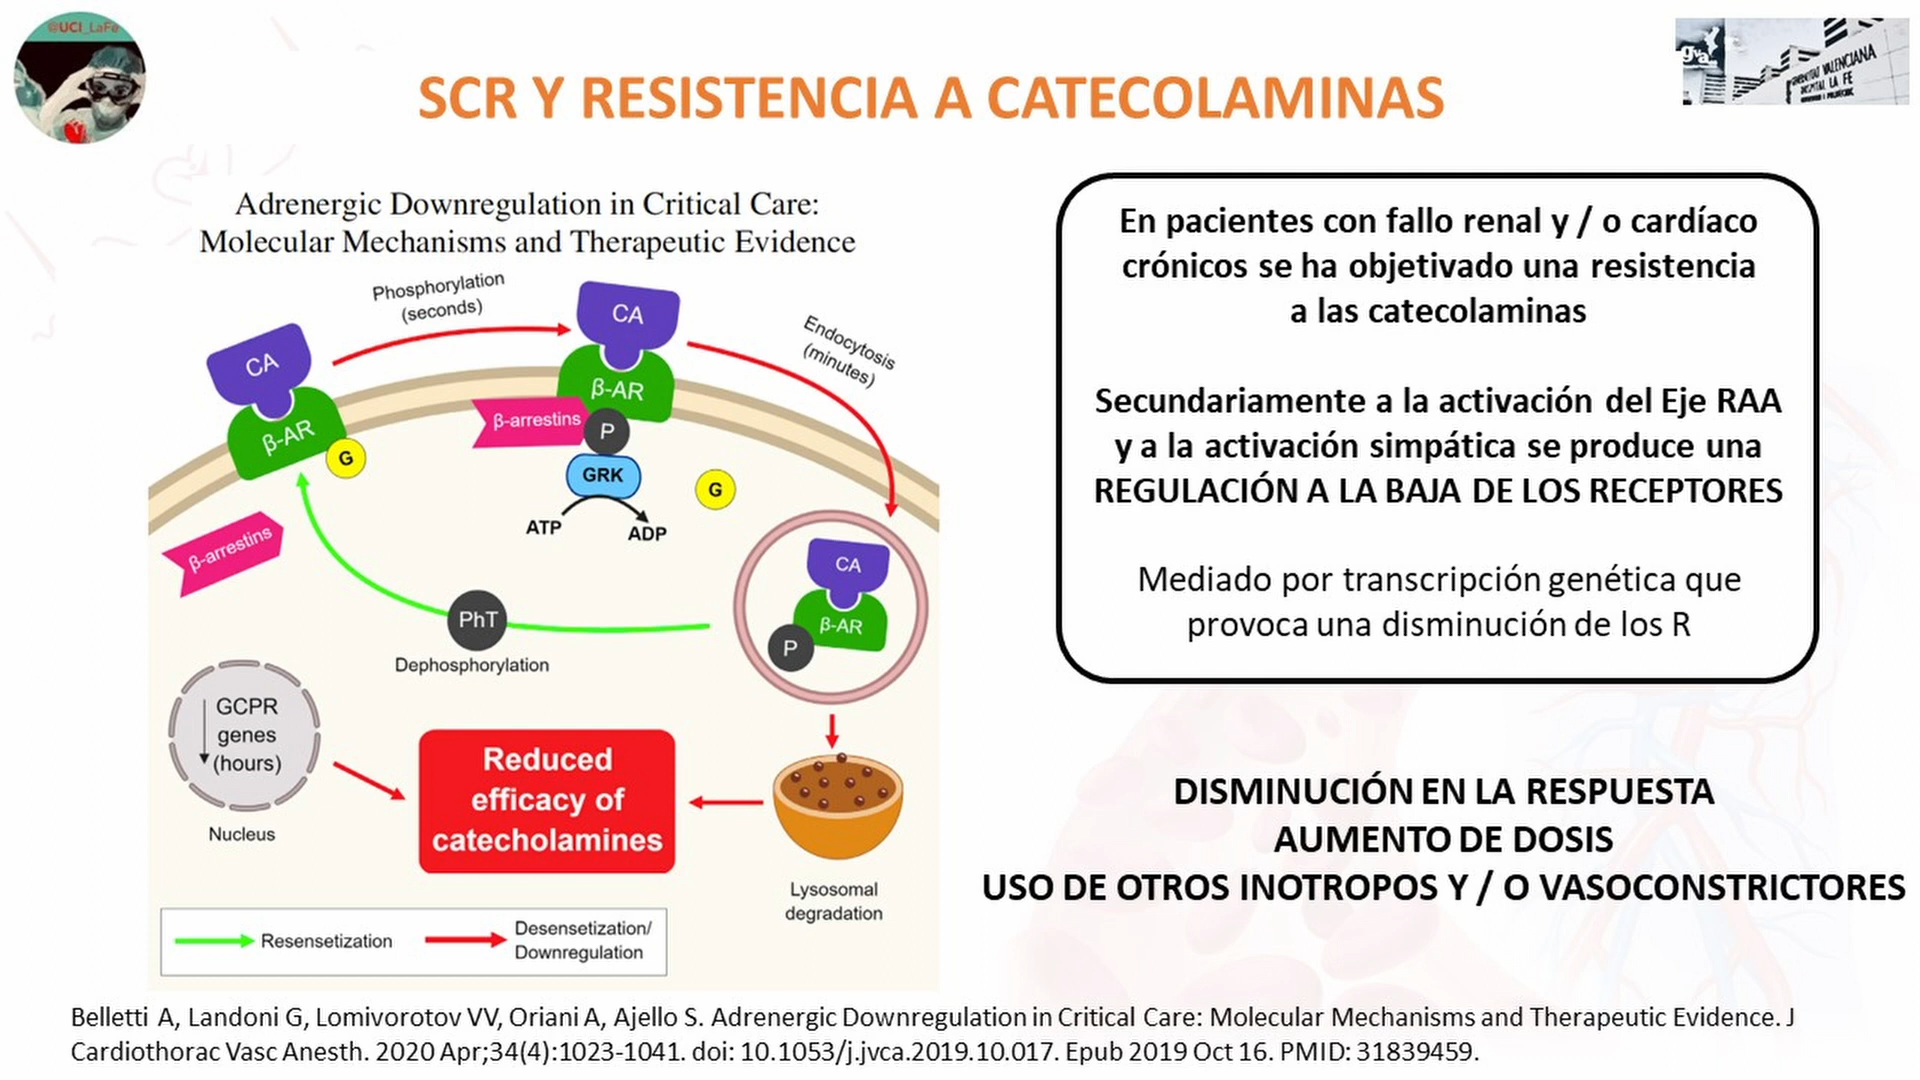 @UCI_LaFe
gva
GENERALITAT VALENCIANA
HOSPITAL LA FE
SCR Y RESISTENCIA A CATECOLAMINAS
Adrenergic Downregulation in Critical Care:
Molecular Mechanisms and Therapeutic Evidence
Phosphorylation
(seconds)
Endocytosis
(minutes)
CA
β-AR
G
CA
β-AR
β-arrestins
P
GRK
ATP
ADP
G
β-arrestins
CA
β-AR
P
PhT
Dephosphorylation
GCPR
genes
(hours)
Nucleus
Reduced
efficacy of
catecholamines
Lysosomal
degradation
Resensetization
Desensetization/
Downregulation
En pacientes con fallo renal y / o cardíaco
crónicos se ha objetivado una resistencia
a las catecolaminas
Secundariamente a la activación del Eje RAA
y a la activación simpática se produce una
REGULACIÓN A LA BAJA DE LOS RECEPTORES
Mediado por transcripción genética que
provoca una disminución de los R
DISMINUCIÓN EN LA RESPUESTA
AUMENTO DE DOSIS
USO DE OTROS INOTROPOS Y / O VASOCONSTRICTORES
Belletti A, Landoni G, Lomivorotov VV, Oriani A, Ajello S. Adrenergic Downregulation in Critical Care: Molecular Mechanisms and Therapeutic Evidence. J
Cardiothorac Vasc Anesth. 2020 Apr;34(4):1023-1041. doi: 10.1053/j.jvca.2019.10.017. Epub 2019 Oct 16. PMID: 31839459.